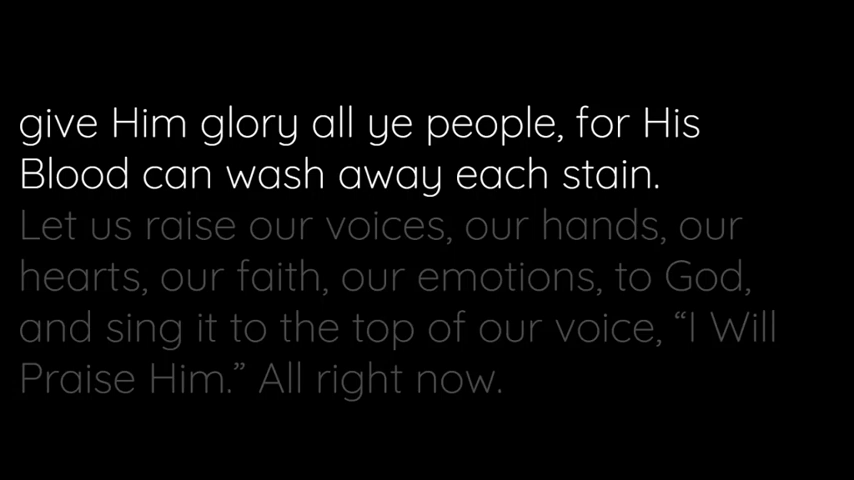 give Him glory all ye people, for His
Blood can wash away each stain.
Let us raise our voices, our hands, our
hearts, our faith, our emotions, to God,
and sing it to the top of our voice, “I Will
Praise Him.” All right now.